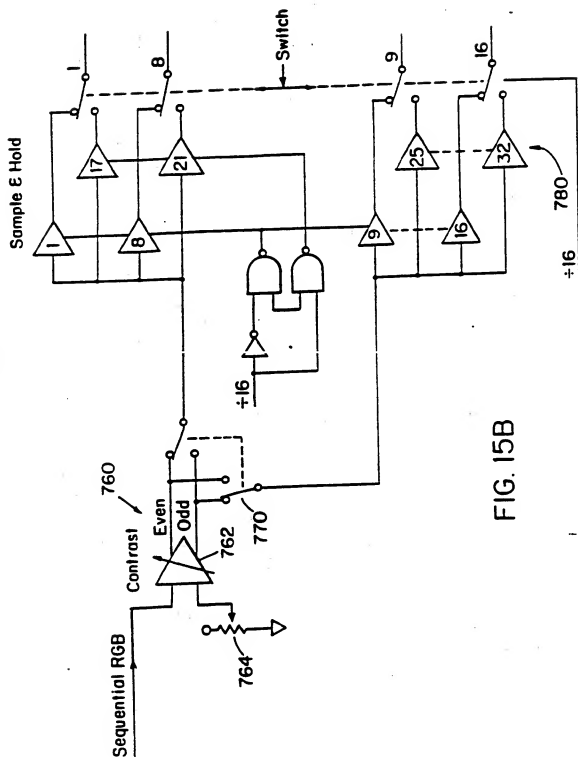 Sample & Hold
1
8
9
16
Switch
17
21
1
8
25
32
9
16
780
÷16
÷16
760
Contrast
Even
Odd
762
770
Sequential RGB
764
FIG. 15B